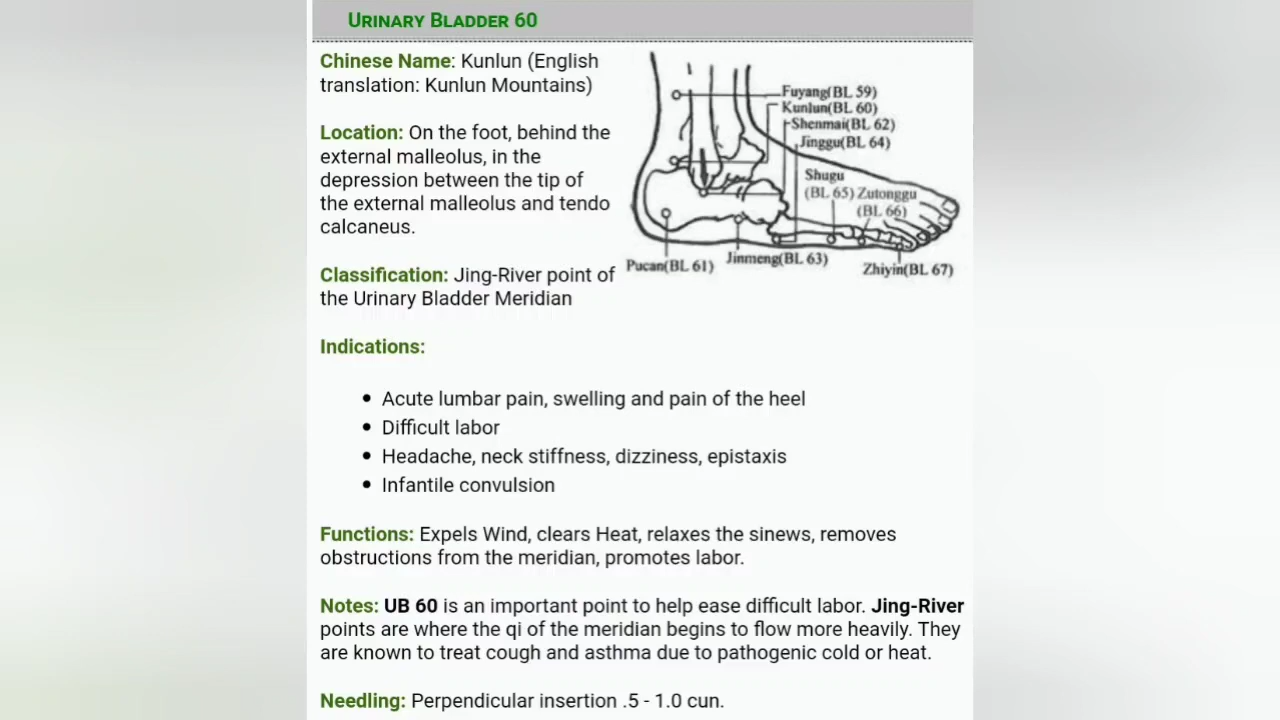 URINARY BLADDER 60
Chinese Name: Kunlun (English
translation: Kunlun Mountains)
Location: On the foot, behind the
external malleolus, in the
depression between the tip of
the external malleolus and tendo
calcaneus.
Classification: Jing-River point of
the Urinary Bladder Meridian
Fuyang(BL 59)
Kunlun(BL 60)
Shenmai(BL 62)
Jinggu(BL 64)
Shugu
(BL 65) Zutonggu
(BL 66)
Pucan(BL 61)
Jinmeng(BL 63)
Zhiyin(BL 67)
Indications:
• Acute lumbar pain, swelling and pain of the heel
• Difficult labor
• Headache, neck stiffness, dizziness, epistaxis
• Infantile convulsion
Functions: Expels Wind, clears Heat, relaxes the sinews, removes
obstructions from the meridian, promotes labor.
Notes: UB 60 is an important point to help ease difficult labor. Jing-River
points are where the qi of the meridian begins to flow more heavily. They
are known to treat cough and asthma due to pathogenic cold or heat.
Needling: Perpendicular insertion .5 - 1.0 cun.